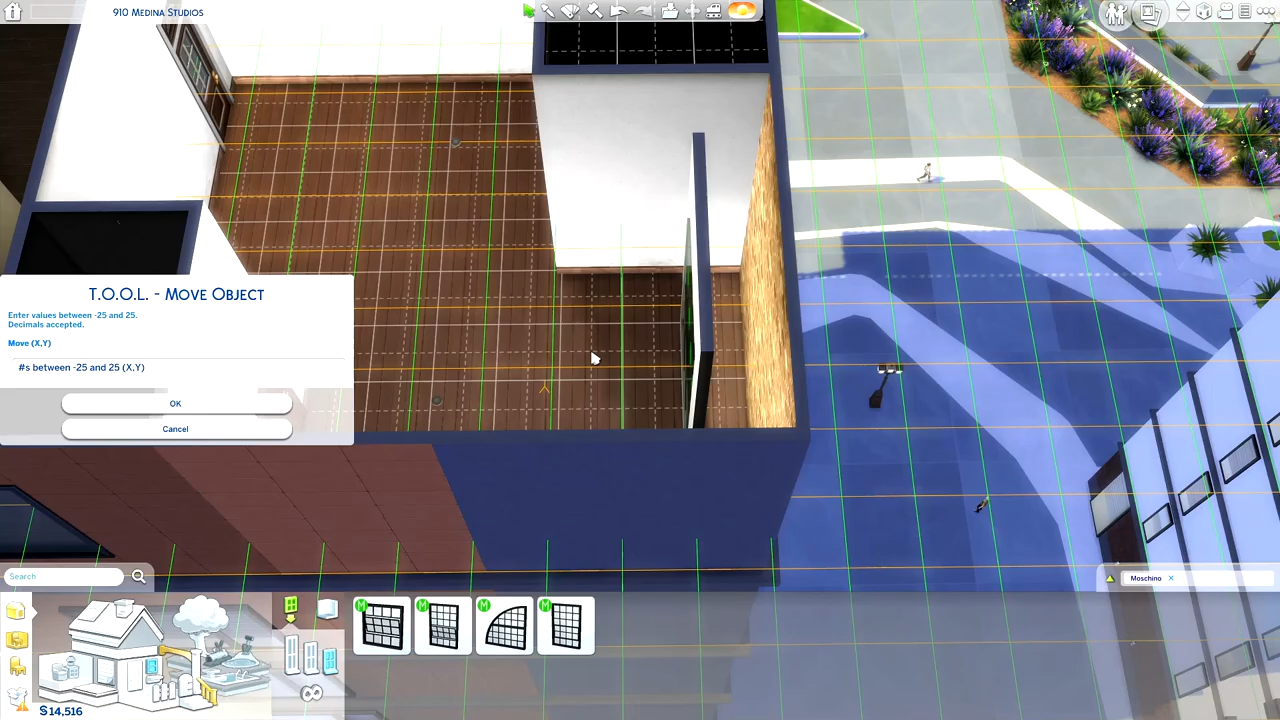 910 MEDINA STUDIOS
T.O.O.L. - MOVE OBJECT
Enter values between -25 and 25.
Decimals accepted.
Move (X,Y)
#s between -25 and 25 (X,Y)
OK
Cancel
Search
Moschino ×
M
M
M
M
$14,516